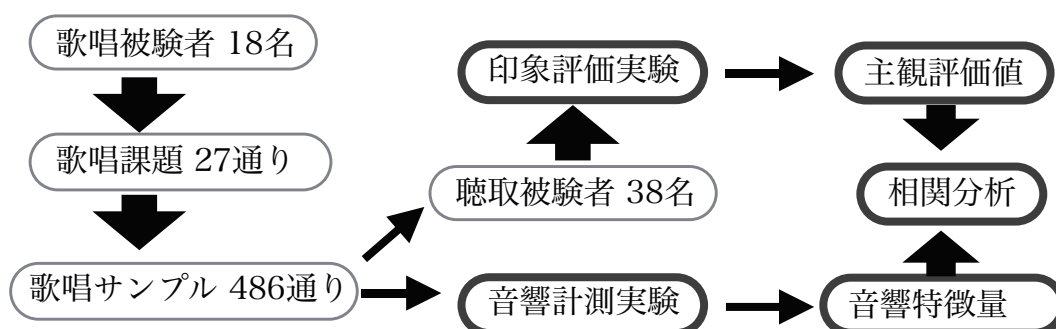 歌唱被験者 18名
歌唱課題 27通り
歌唱サンプル 486通り
印象評価実験
聴取被験者 38名
音響計測実験
主観評価値
相関分析
音響特徴量